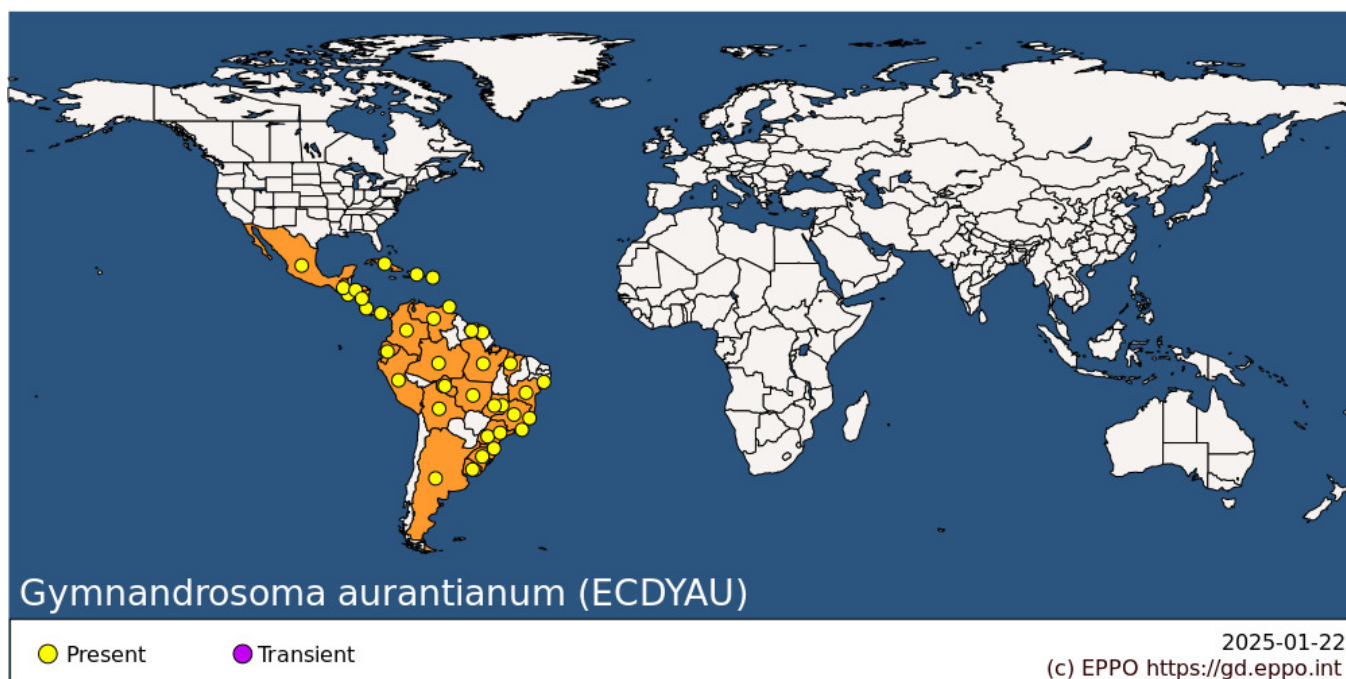 Gymnandrosoma aurantianum (ECDYAU)
Present
Transient
2025-01-22
(c) EPPO https://gd.eppo.int